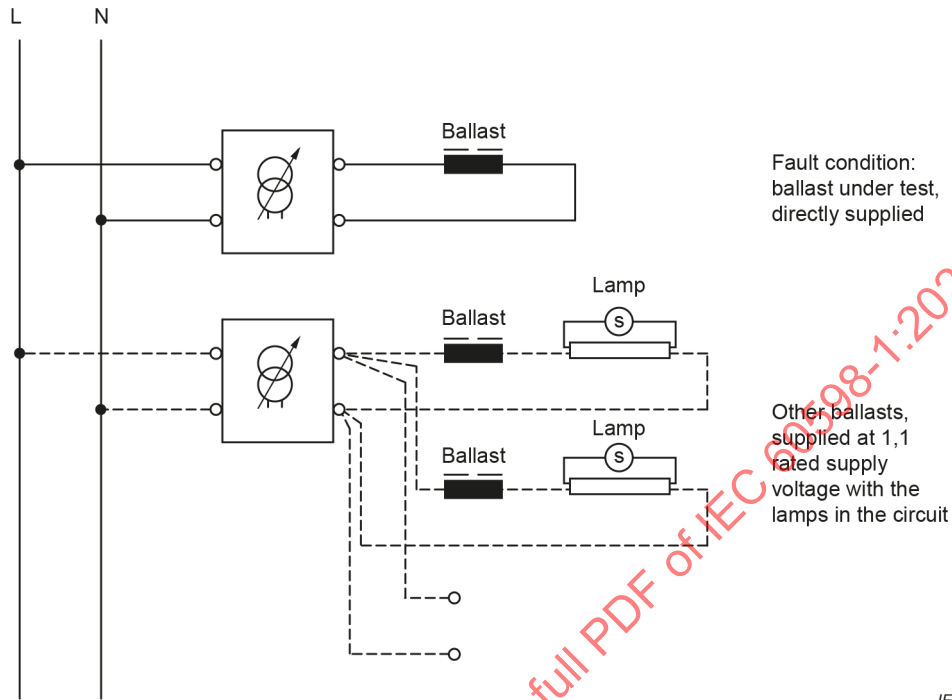 L
N
Ballast
Fault condition:
ballast under test,
directly supplied
Lamp
S
Ballast
Other ballasts,
supplied at 1,1
rated supply
voltage with the
lamps in the circuit
Lamp
S
Ballast
full PDF of IEC 60598-1:202